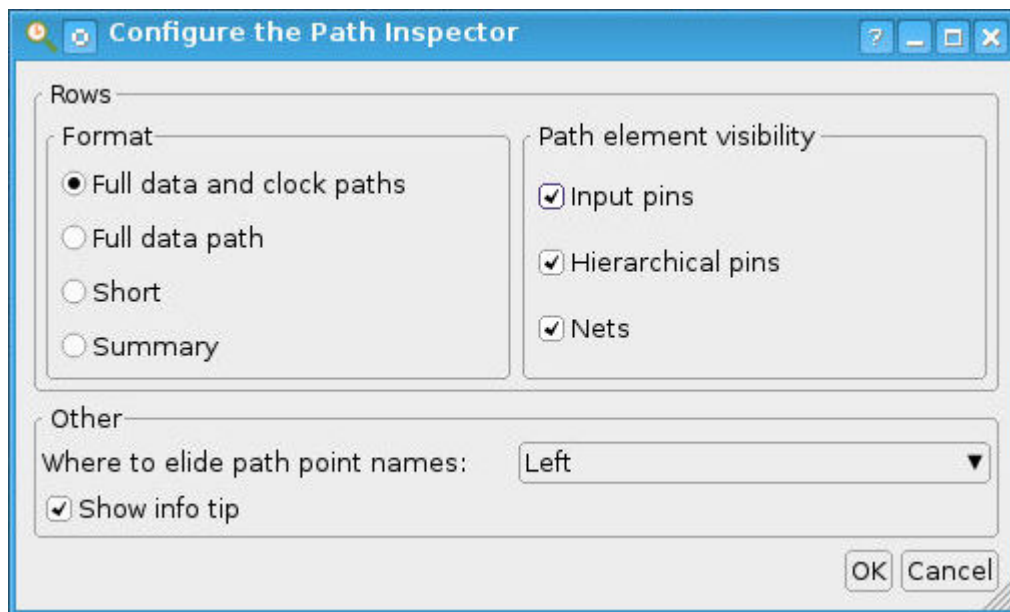 Configure the Path Inspector
?
Rows
Format
Full data and clock paths
Full data path
Short
Summary
Path element visibility
Input pins
Hierarchical pins
Nets
Other
Where to elide path point names: Left
Show info tip
OK Cancel